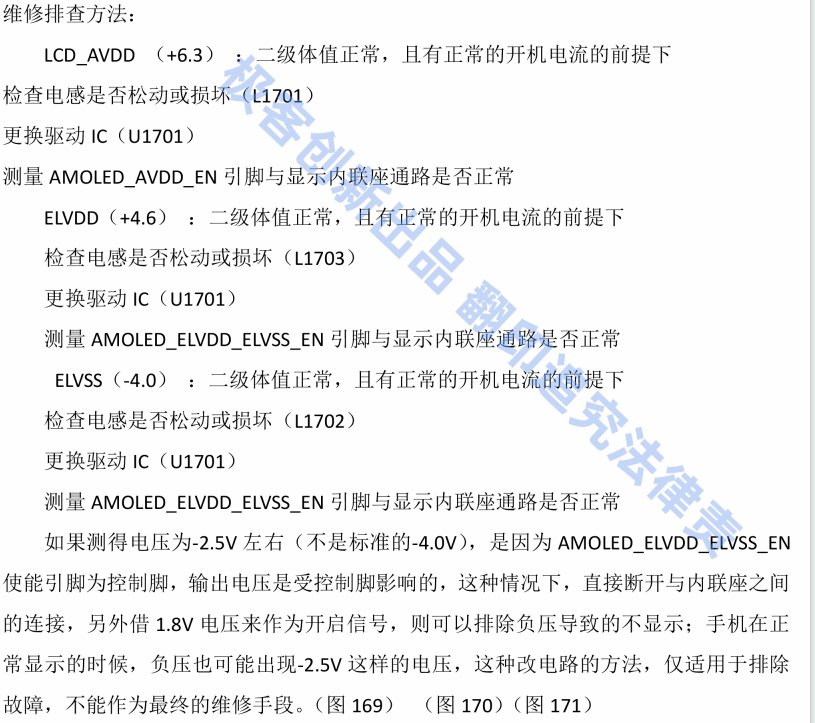 维修排查方法：
LCD_AVDD （+6.3）：二级体值正常，且有正常的开机电流的前提下
检查电感是否松动或损坏（L1701）
更换驱动 IC（U1701）
测量 AMOLED_AVDD_EN 引脚与显示内联座通路是否正常
ELVDD（+4.6）：二级体值正常，且有正常的开机电流的前提下
检查电感是否松动或损坏（L1703）
更换驱动 IC（U1701）
测量 AMOLED_ELVDD_ELVSS_EN 引脚与显示内联座通路是否正常
ELVSS（-4.0）：二级体值正常，且有正常的开机电流的前提下
检查电感是否松动或损坏（L1702）
更换驱动 IC（U1701）
测量 AMOLED_ELVDD_ELVSS_EN 引脚与显示内联座通路是否正常
如果测得电压为-2.5V 左右（不是标准的-4.0V），是因为 AMOLED_ELVDD_ELVSS_EN
使能引脚为控制脚，输出电压是受控制脚影响的，这种情况下，直接断开与内联座之间
的连接，另外借 1.8V 电压来作为开启信号，则可以排除负压导致的不显示；手机在正
常显示的时候，负压也可能出现-2.5V 这样的电压，这种改电路的方法，仅适用于排除
故障，不能作为最终的维修手段。（图 169）（图 170）（图 171）
极客创新出品 翻印追究法律责